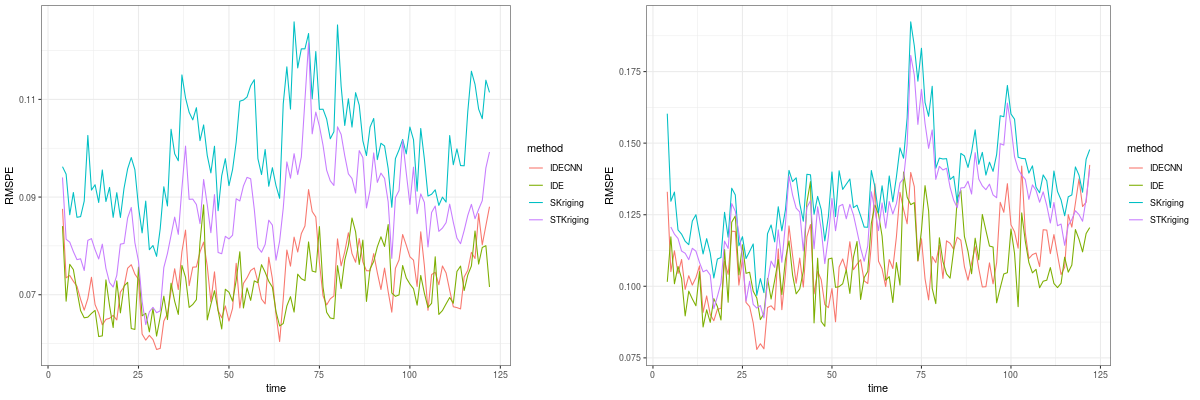 RMSPE
0.11
0.09
0.07
0
25
50
75
100
125
time
method
IDECNN
IDE
SKriging
STKriging
RMSPE
0.175
0.150
0.125
0.100
0.075
0
25
50
75
100
125
time
method
IDECNN
IDE
SKriging
STKriging